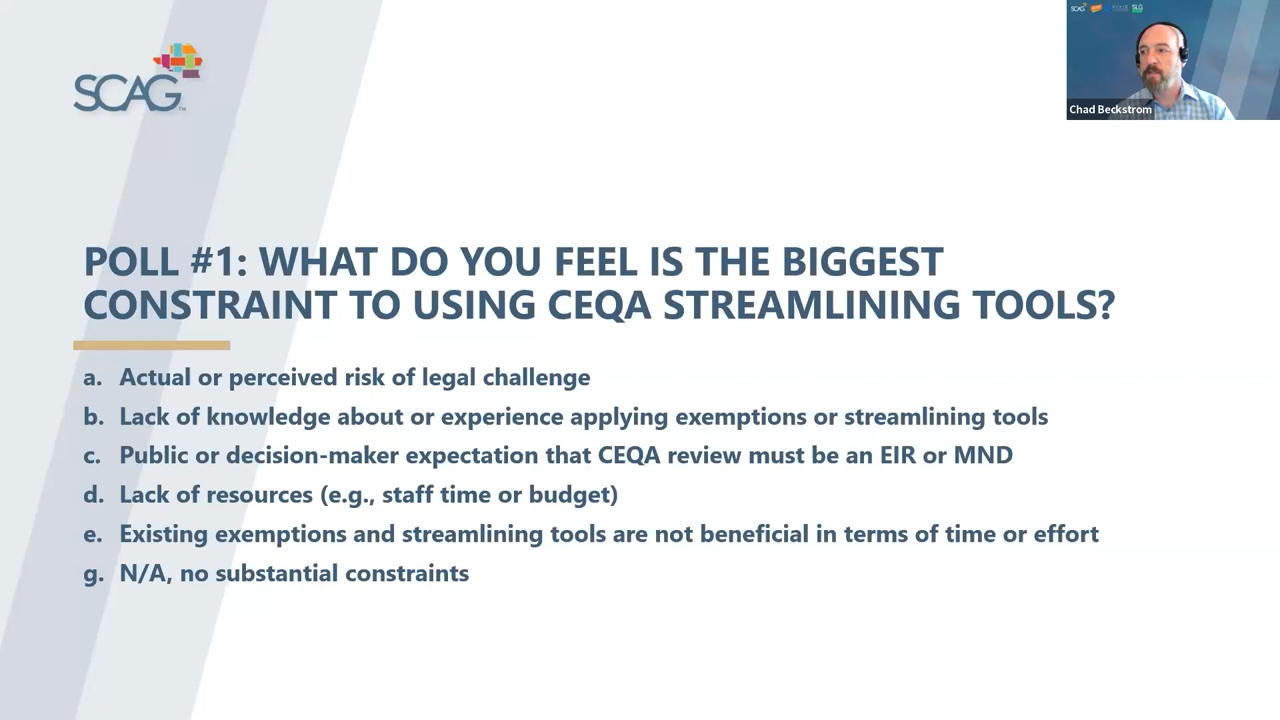 SCAG
SCAG
SLG
Chad Beckstrom
POLL #1: WHAT DO YOU FEEL IS THE BIGGEST
CONSTRAINT TO USING CEQA STREAMLINING TOOLS?
a. Actual or perceived risk of legal challenge
b. Lack of knowledge about or experience applying exemptions or streamlining tools
c. Public or decision-maker expectation that CEQA review must be an EIR or MND
d. Lack of resources (e.g., staff time or budget)
e. Existing exemptions and streamlining tools are not beneficial in terms of time or effort
g. N/A, no substantial constraints